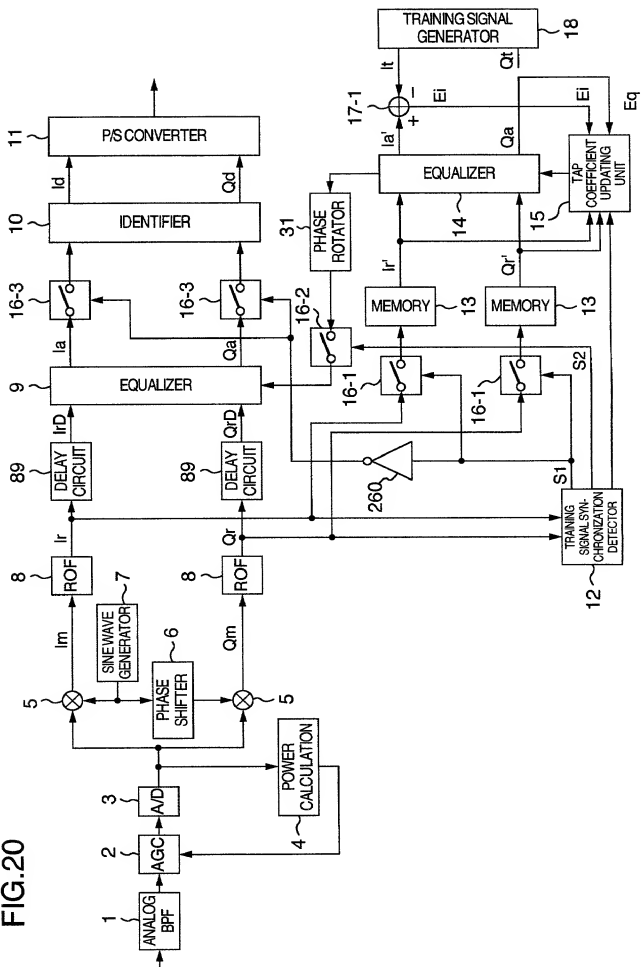 FIG.20
1
ANALOG
BPF
2
AGC
3
A/D
POWER
CALCULATION
4
5
5
SINE WAVE
GENERATOR
7
PHASE
SHIFTER
6
Im
Qm
8
ROF
8
ROF
Ir
Qr
89
DELAY
CIRCUIT
89
DELAY
CIRCUIT
IrD
QrD
9
EQUALIZER
Ia
Qa
16-3
16-3
10
IDENTIFIER
Id
Qd
11
P/S CONVERTER
31
PHASE
ROTATOR
16-2
16-1
16-1
260
12
TRAINING
SIGNAL SYN-
CHRONIZATION
DETECTOR
S1
S2
MEMORY
13
MEMORY
13
Ir'
Qr'
EQUALIZER
14
15
TAP
COEFFICIENT
UPDATING
UNIT
Ia'
Qa
17-1
+
−
It
Qt
Ei
Ei
Eq
TRAINING SIGNAL
GENERATOR
18